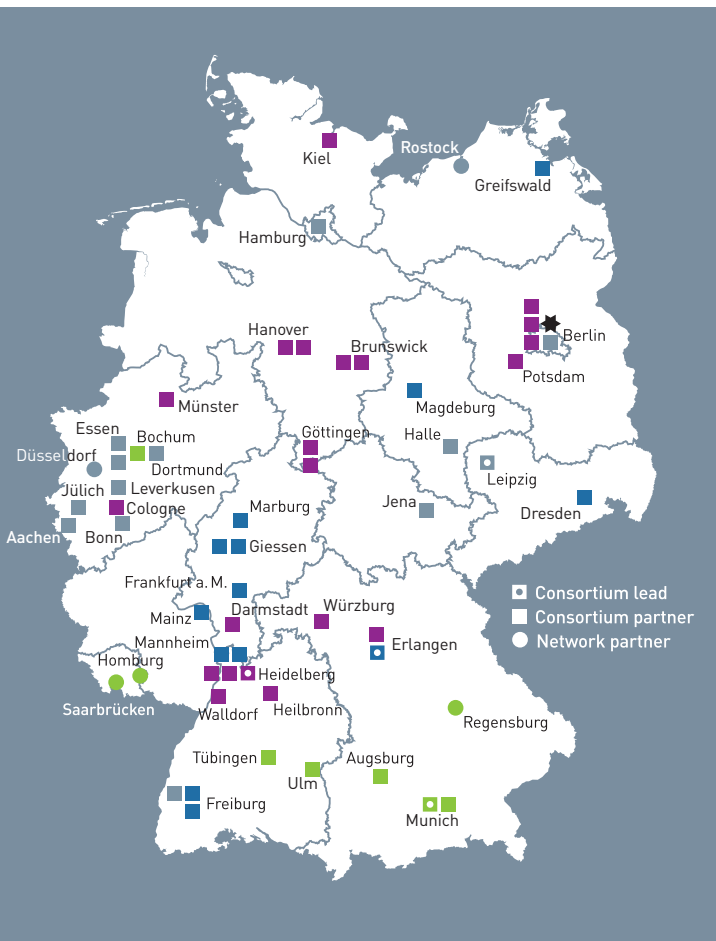 Rostock
Kiel
Greifswald
Hamburg
Hanover
Berlin
Brunswick
Potsdam
Münster
Magdeburg
Essen
Bochum
Göttingen
Halle
Düsseldorf
Dortmund
Leipzig
Jülich
Leverkusen
Cologne
Marburg
Jena
Dresden
Aachen
Bonn
Giessen
Frankfurt a. M.
Consortium lead
Mainz
Darmstadt
Würzburg
Consortium partner
Mannheim
Erlangen
Network partner
Homburg
Heidelberg
Saarbrücken
Walldorf
Heilbronn
Regensburg
Tübingen
Augsburg
Ulm
Freiburg
Munich